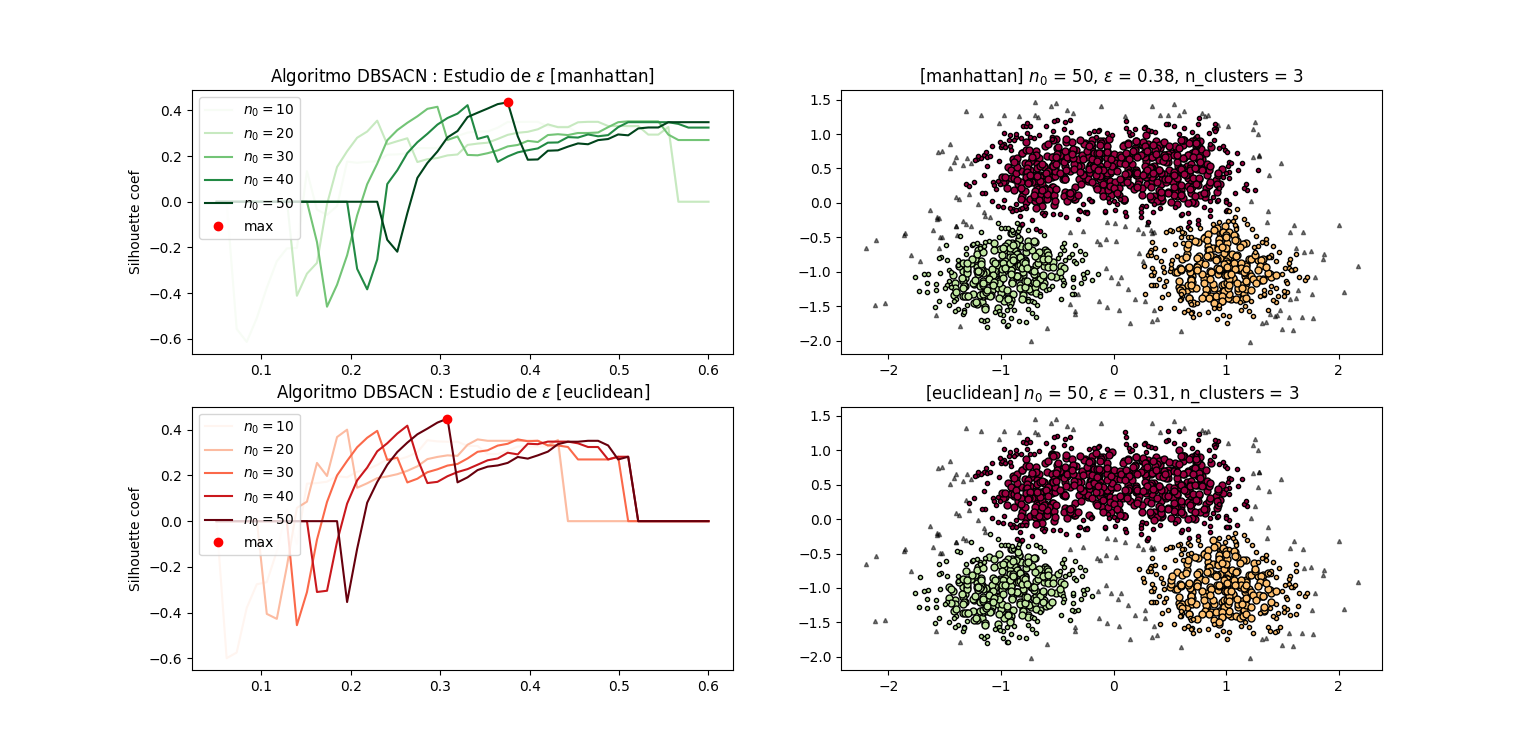 Algoritmo DBSACN : Estudio de ε [manhattan]
Silhouette coef
0.4
0.2
0.0
−0.2
−0.4
−0.6
n₀ = 10
n₀ = 20
n₀ = 30
n₀ = 40
n₀ = 50
max
0.1 0.2 0.3 0.4 0.5 0.6
[manhattan] n₀ = 50, ε = 0.38, n_clusters = 3
1.5
1.0
0.5
0.0
−0.5
−1.0
−1.5
−2.0
−2 −1 0 1 2
Algoritmo DBSACN : Estudio de ε [euclidean]
Silhouette coef
0.4
0.2
0.0
−0.2
−0.4
−0.6
n₀ = 10
n₀ = 20
n₀ = 30
n₀ = 40
n₀ = 50
max
0.1 0.2 0.3 0.4 0.5 0.6
[euclidean] n₀ = 50, ε = 0.31, n_clusters = 3
1.5
1.0
0.5
0.0
−0.5
−1.0
−1.5
−2.0
−2 −1 0 1 2